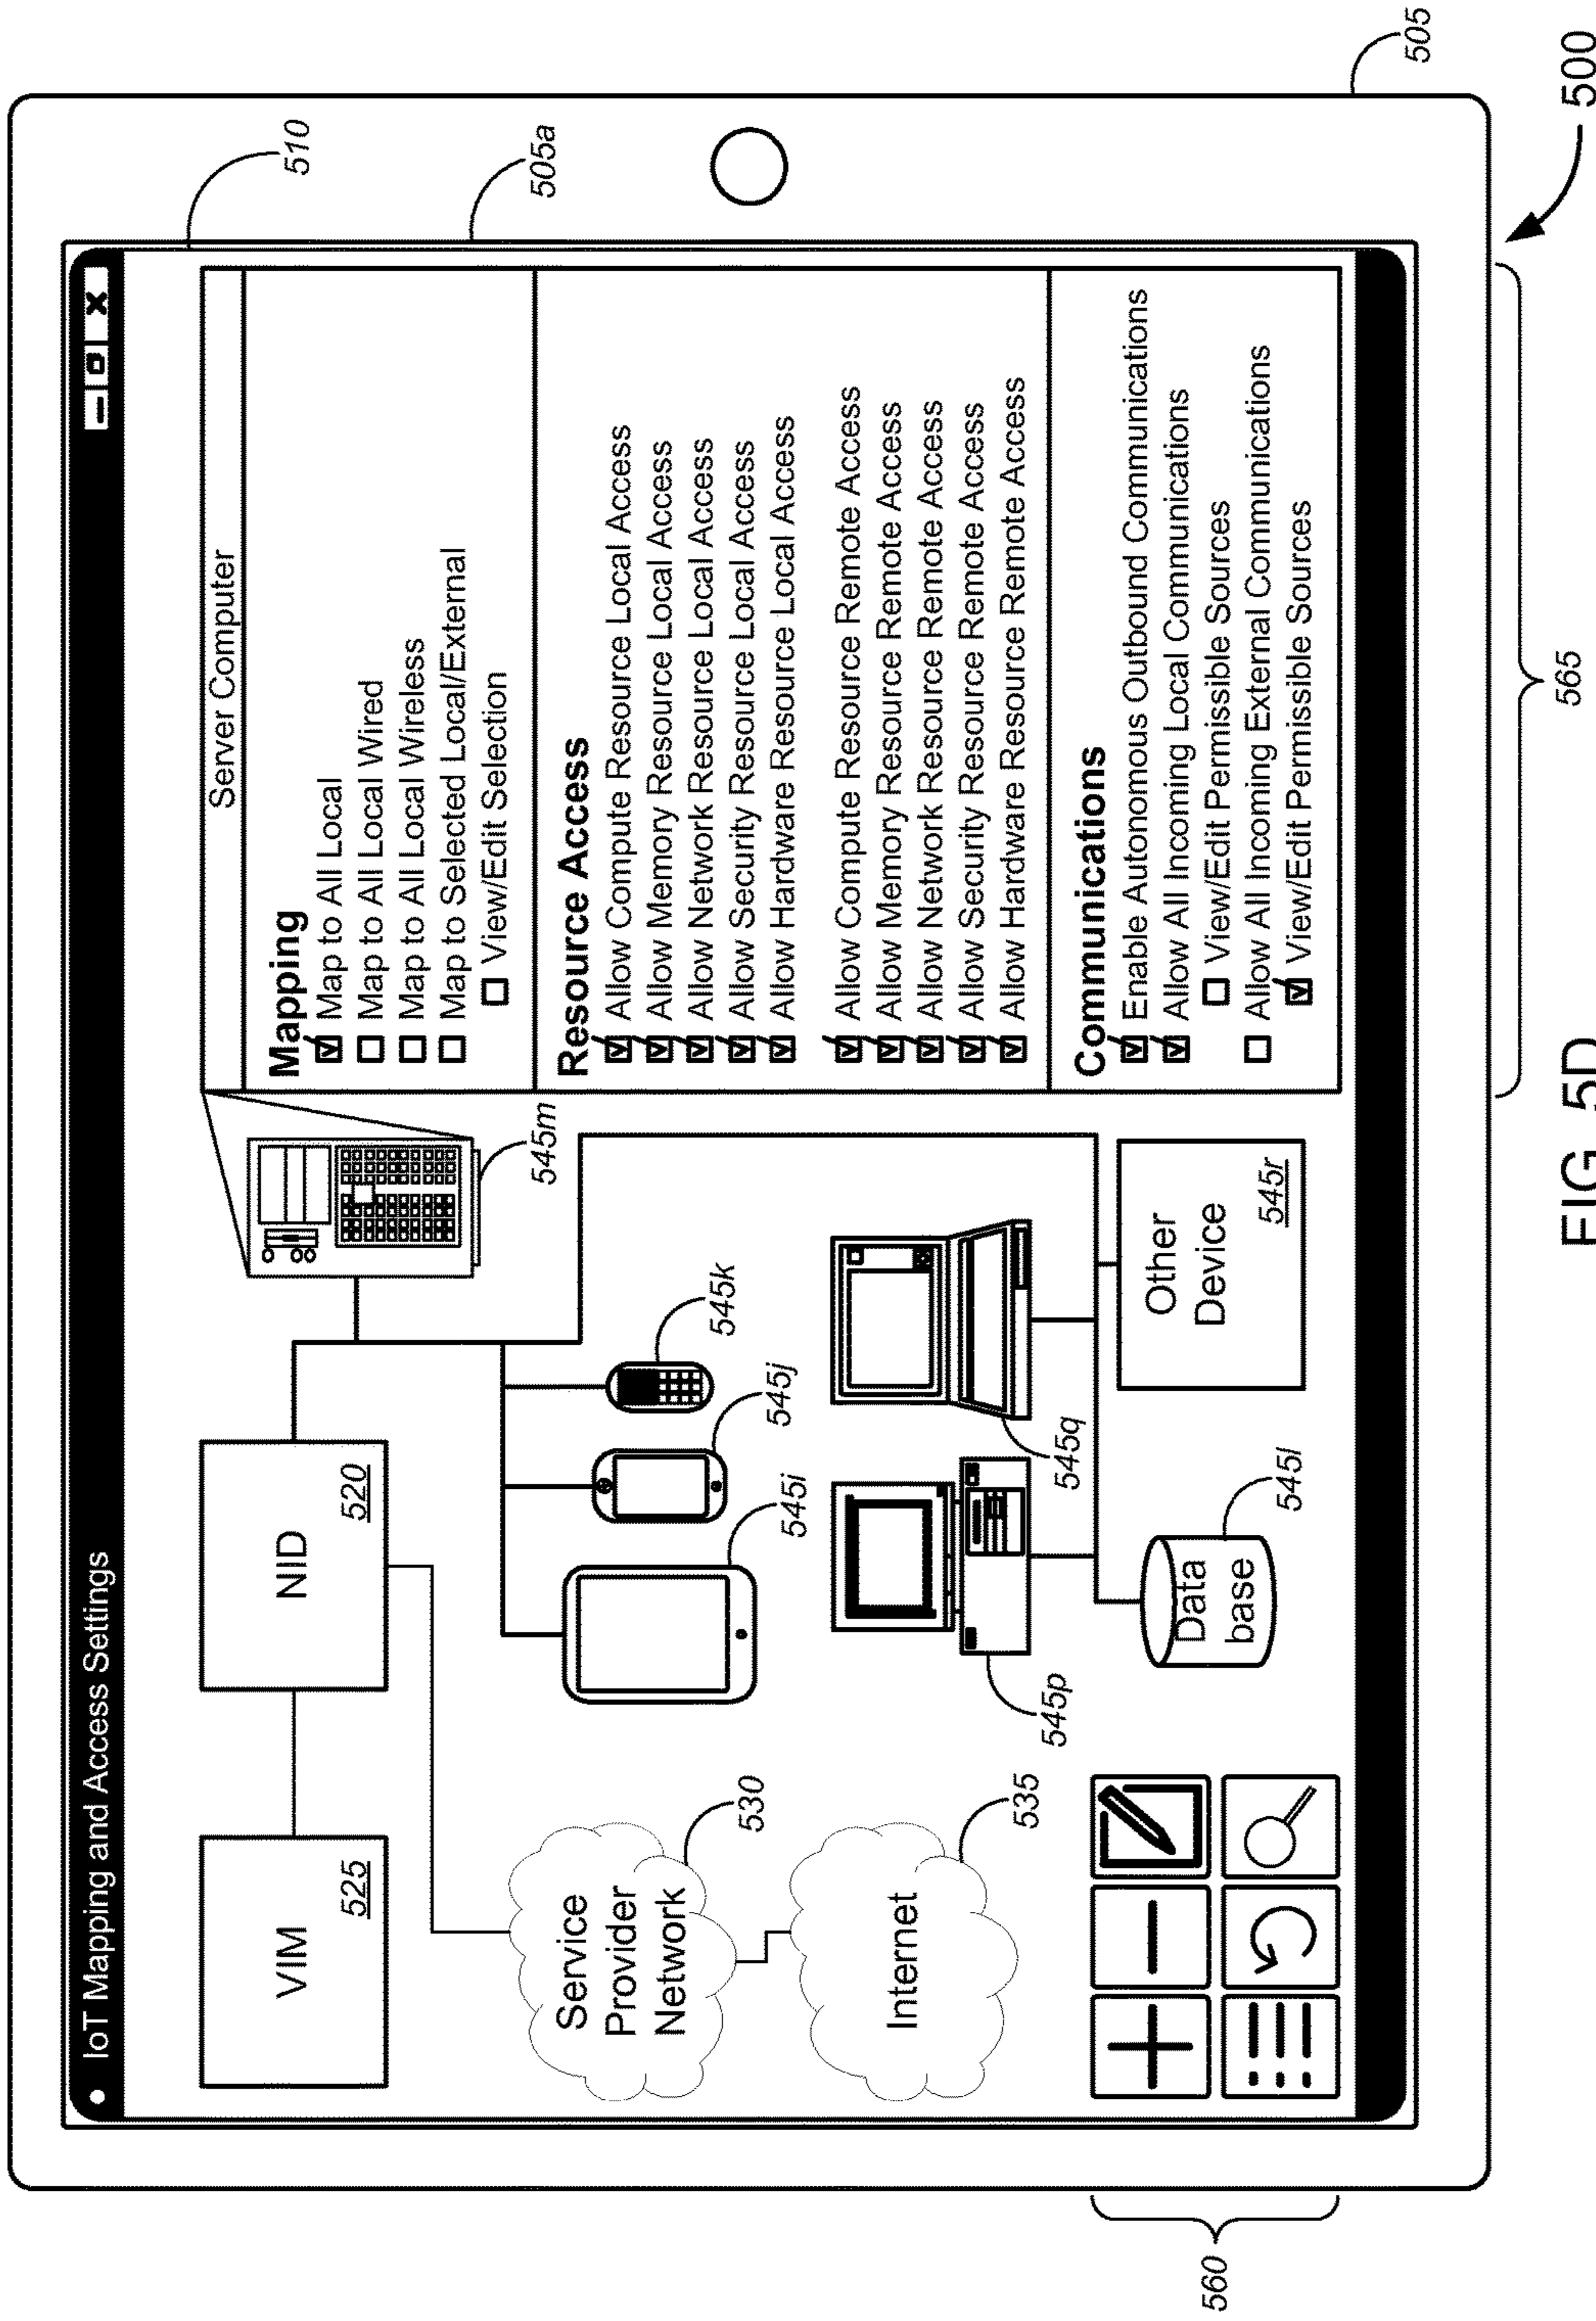 IoT Mapping and Access Settings
VIM
525
NID
520
Service
Provider
Network
530
Internet
535
545i
545j
545k
545m
545p
545q
Data
base
545l
Other
Device
545r
Server Computer
Mapping
Map to All Local
Map to All Local Wired
Map to All Local Wireless
Map to Selected Local/External
View/Edit Selection
Resource Access
Allow Compute Resource Local Access
Allow Memory Resource Local Access
Allow Network Resource Local Access
Allow Security Resource Local Access
Allow Hardware Resource Local Access
Allow Compute Resource Remote Access
Allow Memory Resource Remote Access
Allow Network Resource Remote Access
Allow Security Resource Remote Access
Allow Hardware Resource Remote Access
Communications
Enable Autonomous Outbound Communications
Allow All Incoming Local Communications
View/Edit Permissible Sources
Allow All Incoming External Communications
View/Edit Permissible Sources
510
505a
505
560
565
500
FIG. 5D